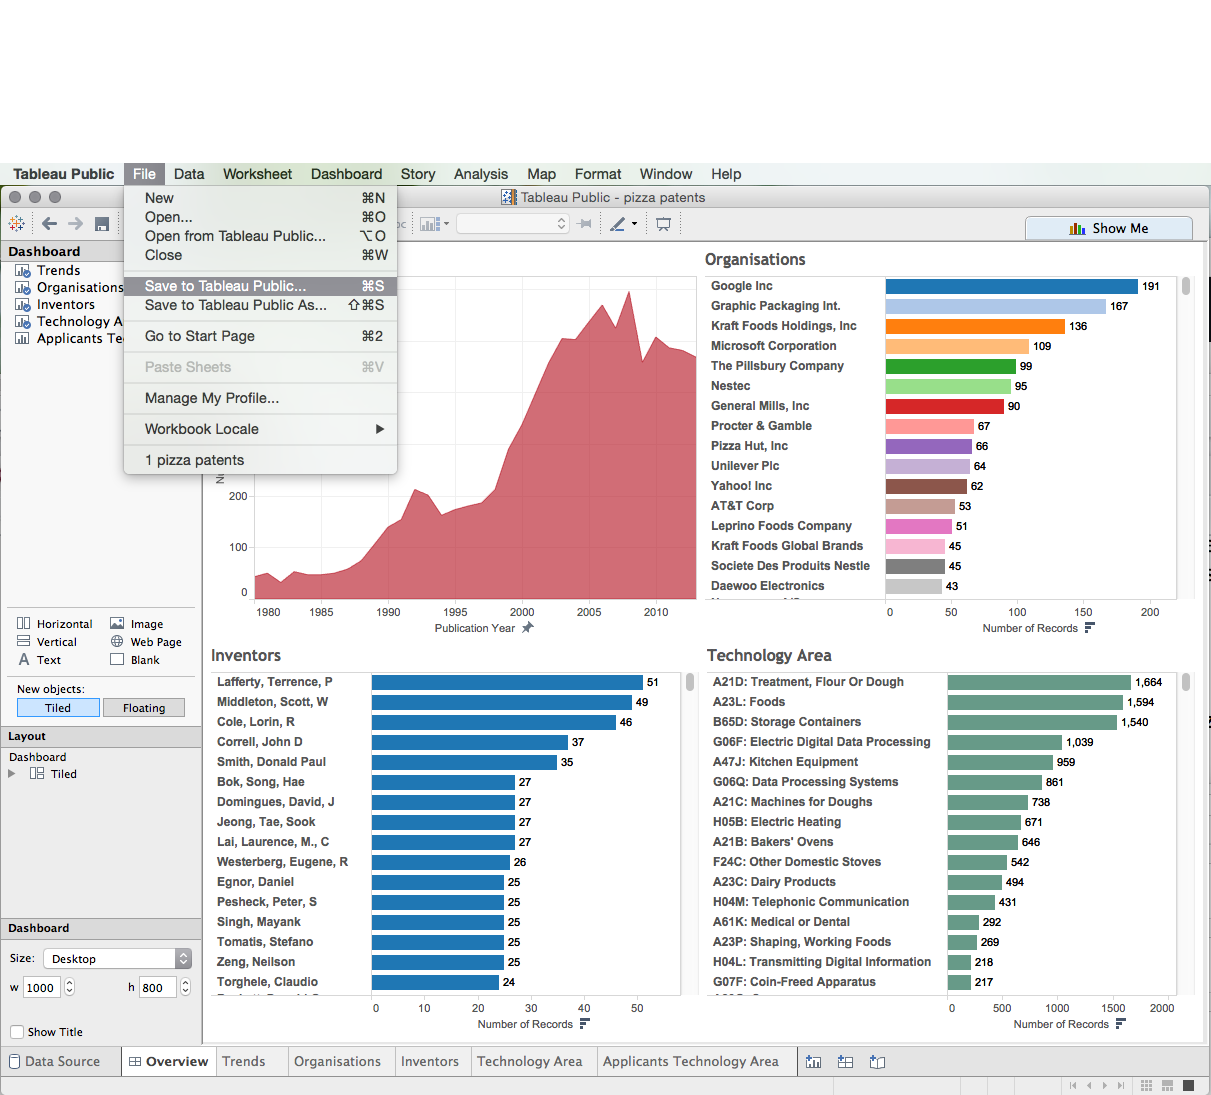 Tableau Public File Data Worksheet Dashboard Story Analysis Map Format Window Help
Tableau Public - pizza patents
New ⌘N
Open... ⌘O
Open from Tableau Public... ⌥O
Close ⌘W
Save to Tableau Public... ⌘S
Save to Tableau Public As... ⇧⌘S
Go to Start Page ⌘2
Paste Sheets ⌘V
Manage My Profile...
Workbook Locale
1 pizza patents
Show Me
Dashboard
Trends
Organisations
Inventors
Technology A
Applicants Te
Horizontal Image
Vertical Web Page
A Text Blank
New objects:
Tiled Floating
Layout
Dashboard
Tiled
Dashboard
Size: Desktop
w 1000 h 800
Show Title
200
100
0
1980 1985 1990 1995 2000 2005 2010
Publication Year
Organisations
Google Inc 191
Graphic Packaging Int. 167
Kraft Foods Holdings, Inc 136
Microsoft Corporation 109
The Pillsbury Company 99
Nestec 95
General Mills, Inc 90
Procter & Gamble 67
Pizza Hut, Inc 66
Unilever Plc 64
Yahoo! Inc 62
AT&T Corp 53
Leprino Foods Company 51
Kraft Foods Global Brands 45
Societe Des Produits Nestle 45
Daewoo Electronics 43
0 50 100 150 200
Number of Records
Inventors
Lafferty, Terrence, P 51
Middleton, Scott, W 49
Cole, Lorin, R 46
Correll, John D 37
Smith, Donald Paul 35
Bok, Song, Hae 27
Domingues, David, J 27
Jeong, Tae, Sook 27
Lai, Laurence, M., C 27
Westerberg, Eugene, R 26
Egnor, Daniel 25
Pesheck, Peter, S 25
Singh, Mayank 25
Tomatis, Stefano 25
Zeng, Neilson 25
Torghele, Claudio 24
0 10 20 30 40 50
Number of Records
Technology Area
A21D: Treatment, Flour Or Dough 1,664
A23L: Foods 1,594
B65D: Storage Containers 1,540
G06F: Electric Digital Data Processing 1,039
A47J: Kitchen Equipment 959
G06Q: Data Processing Systems 861
A21C: Machines for Doughs 738
H05B: Electric Heating 671
A21B: Bakers' Ovens 646
F24C: Other Domestic Stoves 542
A23C: Dairy Products 494
H04M: Telephonic Communication 431
A61K: Medical or Dental 292
A23P: Shaping, Working Foods 269
H04L: Transmitting Digital Information 218
G07F: Coin-Freed Apparatus 217
0 500 1000 1500 2000
Number of Records
Data Source Overview Trends Organisations Inventors Technology Area Applicants Technology Area